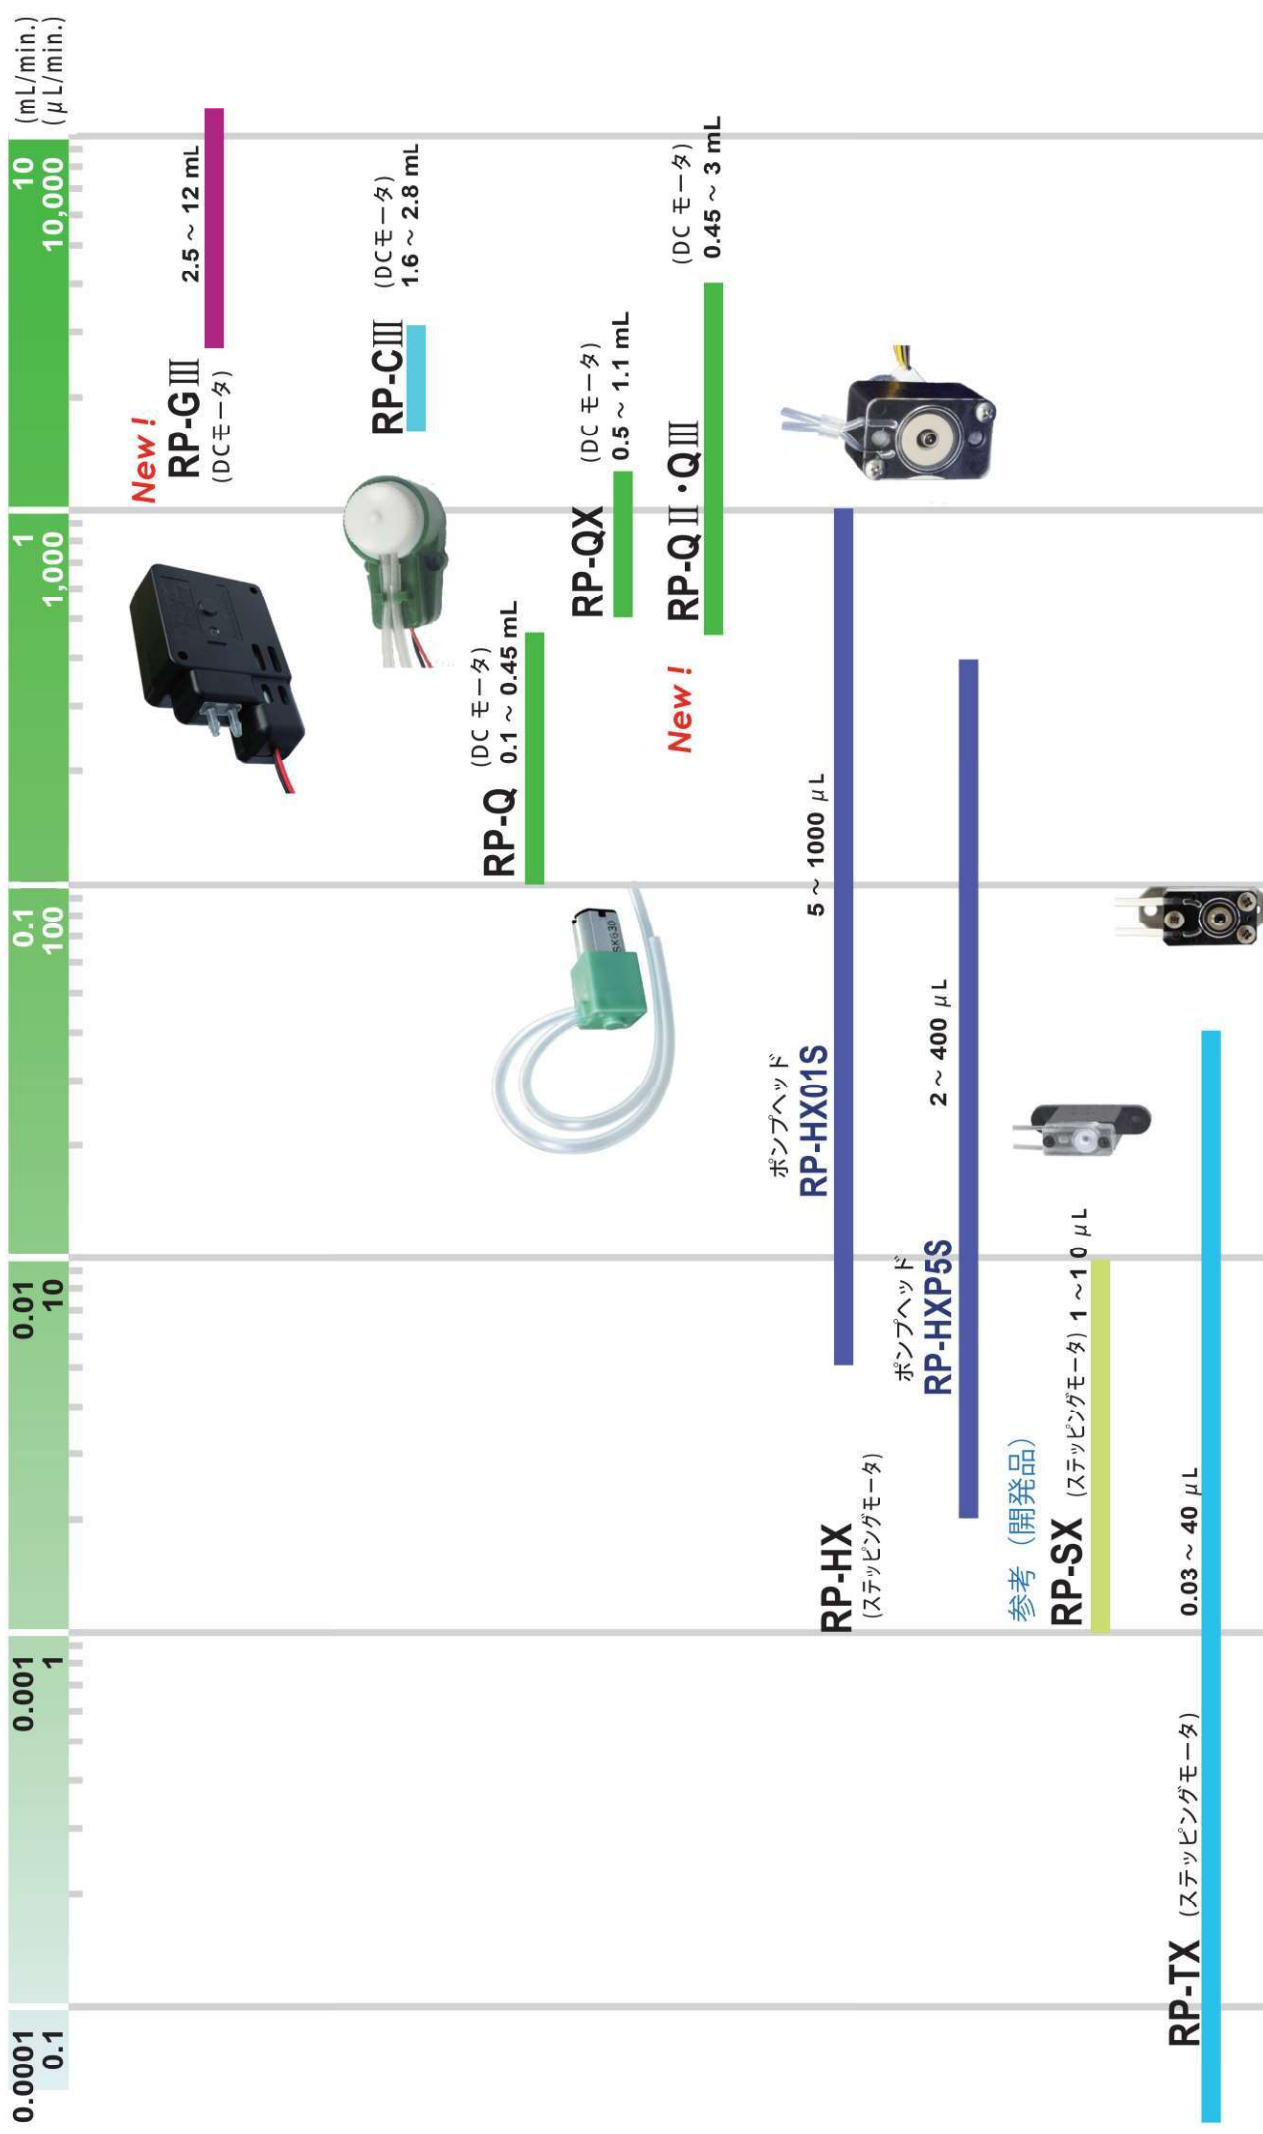 0.0001 0.001 0.01 0.1 1 10 (mL/min.)
0.1 1 10 100 1,000 10,000 (μL/min.)
New !
RP-GⅢ 2.5 ~ 12 mL
(DCモータ)
RP-CⅢ (DCモータ)
1.6 ~ 2.8 mL
RP-Q (DC モータ)
0.1 ~ 0.45 mL
RP-QX (DC モータ)
0.5 ~ 1.1 mL
SK630
New !
RP-QⅡ・QⅢ (DC モータ)
0.45 ~ 3 mL
ポンプヘッド
RP-HX01S 5 ~ 1000 μL
RP-HX
(ステッピングモータ)
ポンプヘッド
RP-HXP5S 2 ~ 400 μL
参考 (開発品)
RP-SX (ステッピングモータ) 1 ~1 0 μL
RP-TX (ステッピングモータ) 0.03 ~ 40 μL